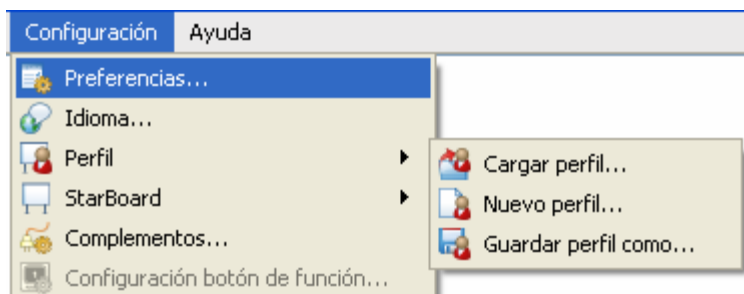 Configuración Ayuda
Preferencias...
Idioma...
Perfil
StarBoard
Complementos...
Configuración botón de función...
Cargar perfil...
Nuevo perfil...
Guardar perfil como...